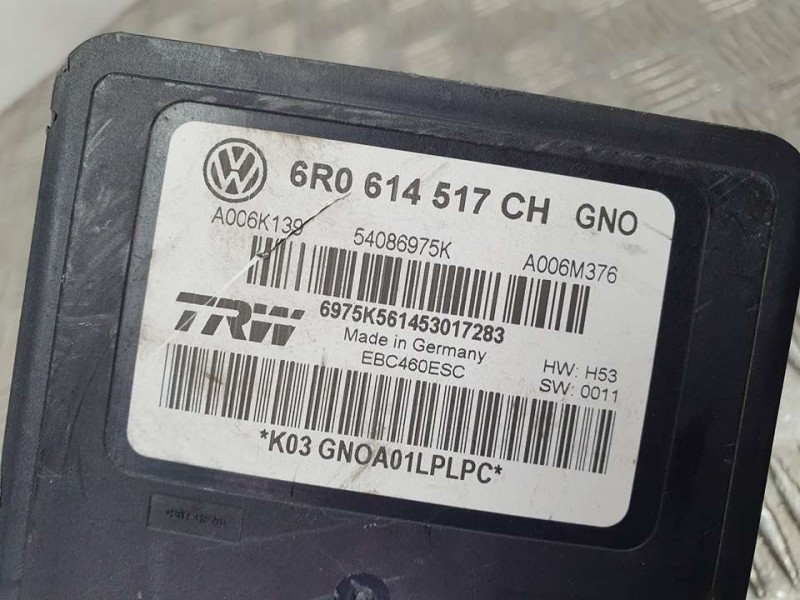 6R0 614 517 CH GNO
A006K139 54086975K A006M376
TRW
6975K561453017283
Made in Germany
EBC460ESC
HW: H53
SW: 0011
*K03 GNOA01LPLPC*